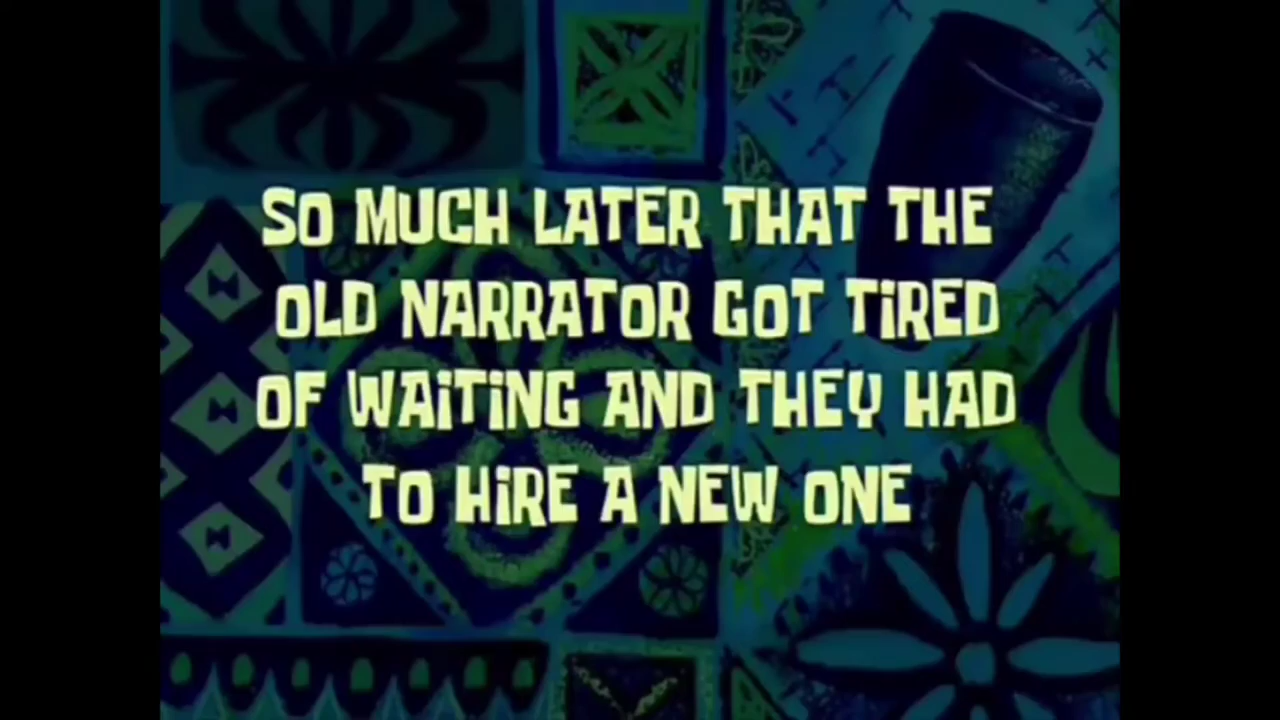 SO MUCH LATER THAT THE
OLD NARRATOR GOT TiRED
OF WAiTiNG AND THEY HAD
TO HiRE A NEW ONE